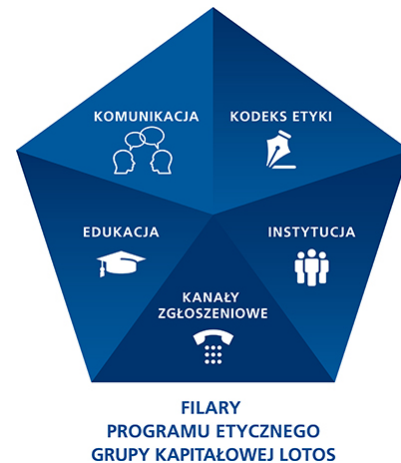 KOMUNIKACJA
KODEKS ETYKI
EDUKACJA
INSTYTUCJA
KANAŁY
ZGŁOSZENIOWE
FILARY
PROGRAMU ETYCZNEGO
GRUPY KAPITAŁOWEJ LOTOS